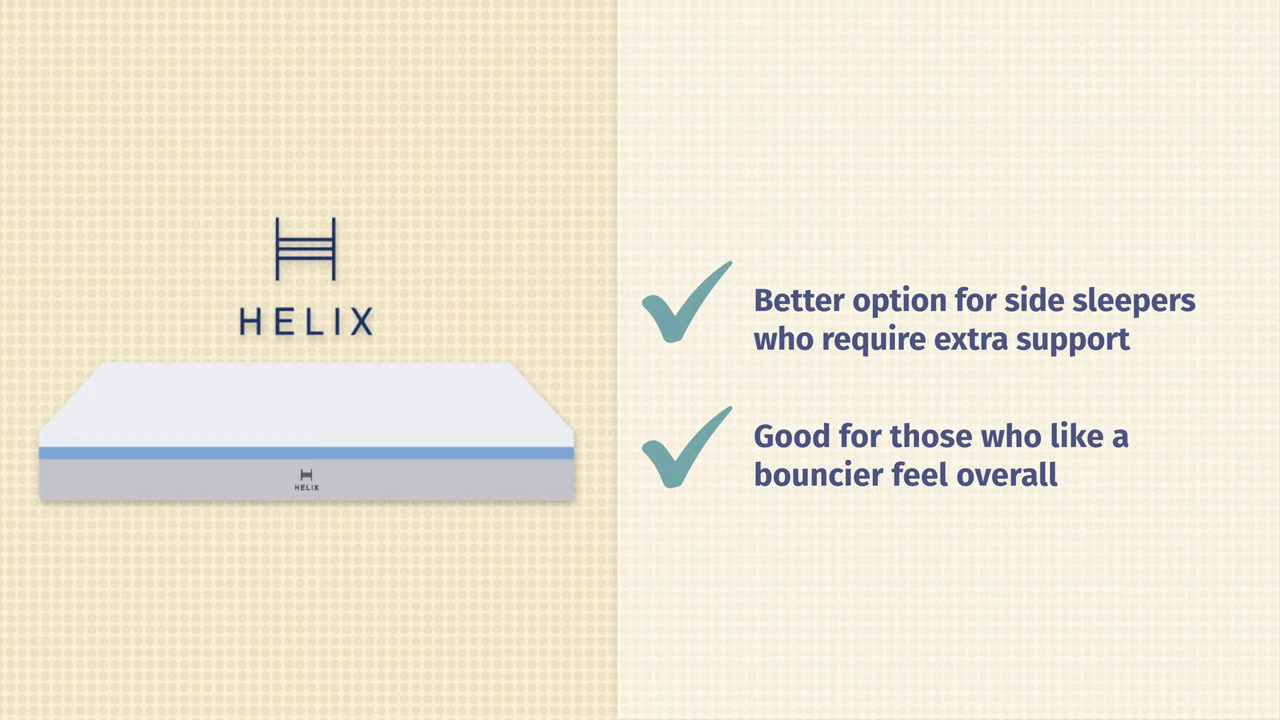 HELIX
HELIX
Better option for side sleepers
who require extra support
Good for those who like a
bouncier feel overall